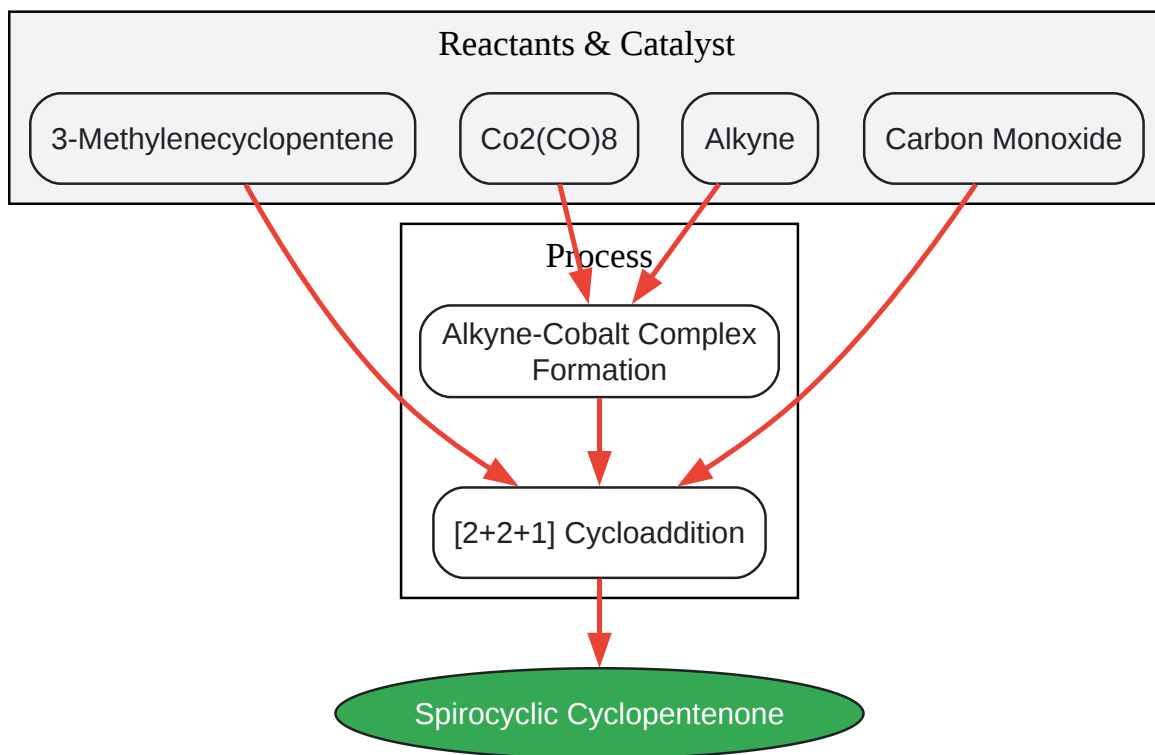 Reactants & Catalyst
3-Methylenecyclopentene
Co2(CO)8
Alkyne
Carbon Monoxide
Process
Alkyne-Cobalt Complex
Formation
[2+2+1] Cycloaddition
Spirocyclic Cyclopentenone